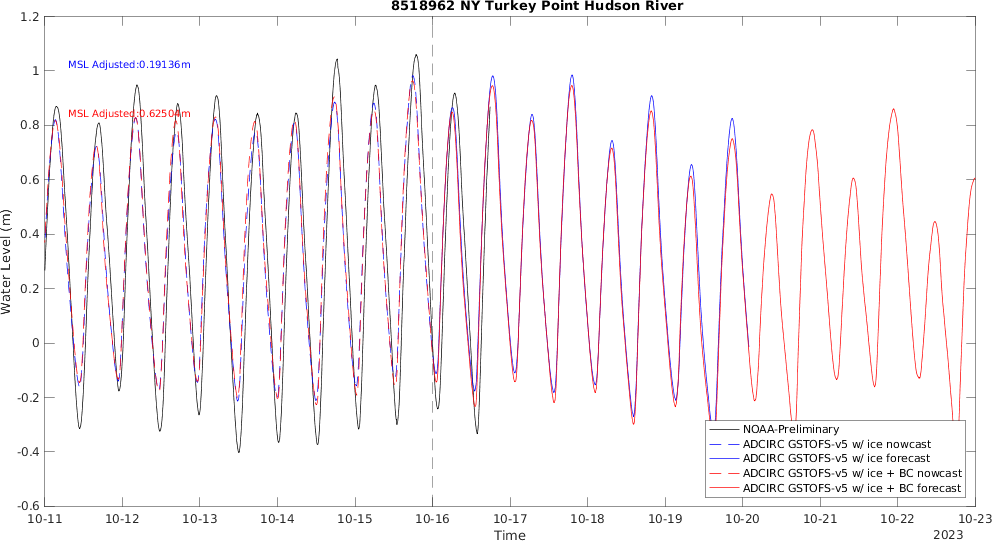 8518962 NY Turkey Point Hudson River
1.2
1
0.8
0.6
0.4
0.2
0
-0.2
-0.4
-0.6
Water Level (m)
MSL Adjusted:0.19136m
MSL Adjusted:0.62504m
NOAA-Preliminary
ADCIRC GSTOFS-v5 w/ ice nowcast
ADCIRC GSTOFS-v5 w/ ice forecast
ADCIRC GSTOFS-v5 w/ ice + BC nowcast
ADCIRC GSTOFS-v5 w/ ice + BC forecast
10-11 10-12 10-13 10-14 10-15 10-16 10-17 10-18 10-19 10-20 10-21 10-22 10-23
Time
2023